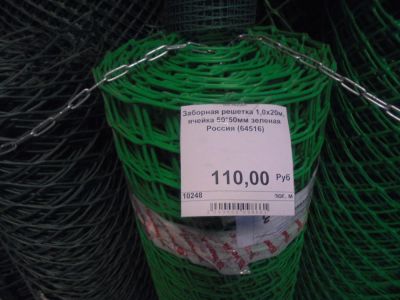 Заборная решетка 1,0х20м,
ячейка 50*50мм зеленая
Россия (64516)
110,00 Руб
10248 пог. м